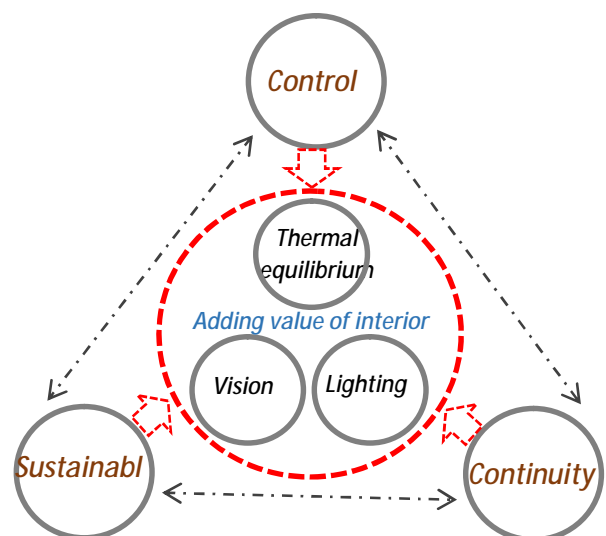 Control
Thermal
equilibrium
Adding value of interior
Vision
Lighting
Sustainabl
Continuity